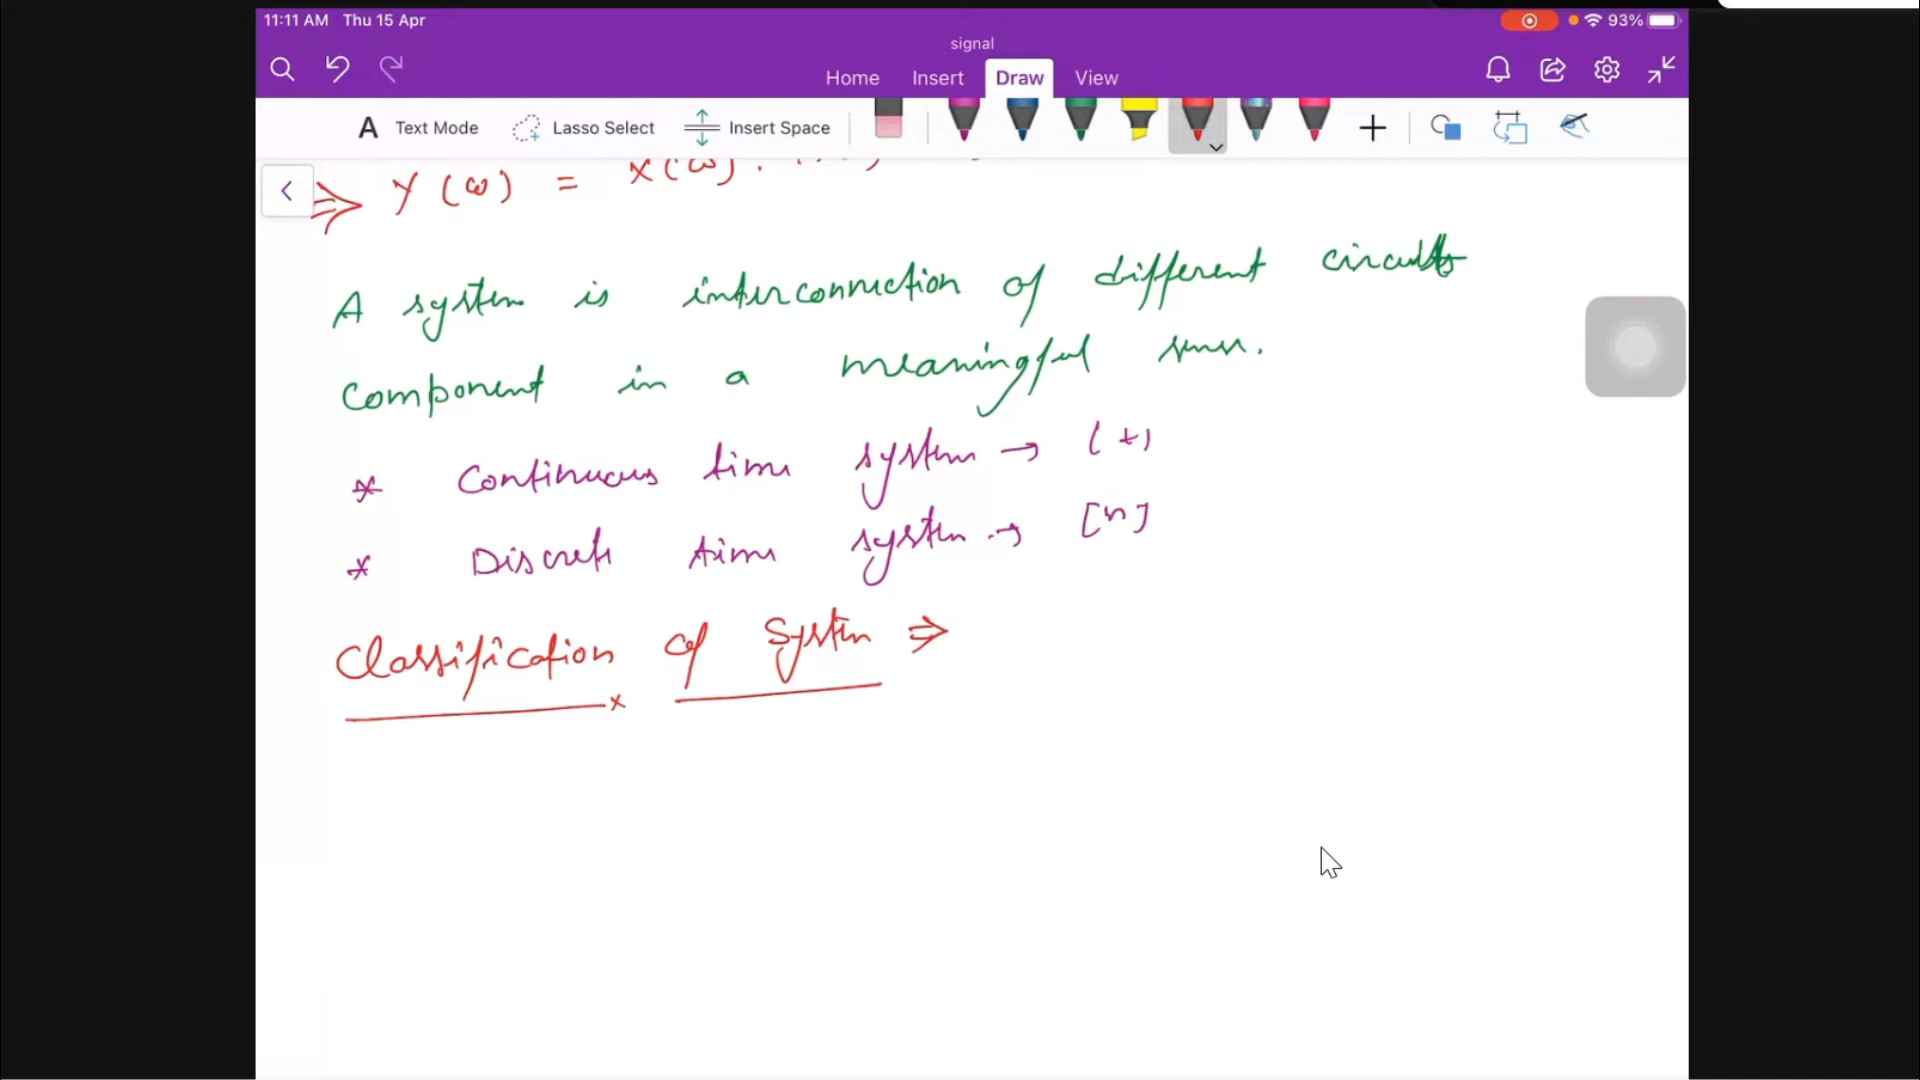 11:11 AM Thu 15 Apr
93%
signal
Home Insert Draw View
A Text Mode Lasso Select Insert Space
⇒ Y(ω) = X(ω).
A system is interconnection of different circuits
component in a meaningful sense.
* Continuous time system → (t)
* Discrete time system → [n]
Classification of System ⇒